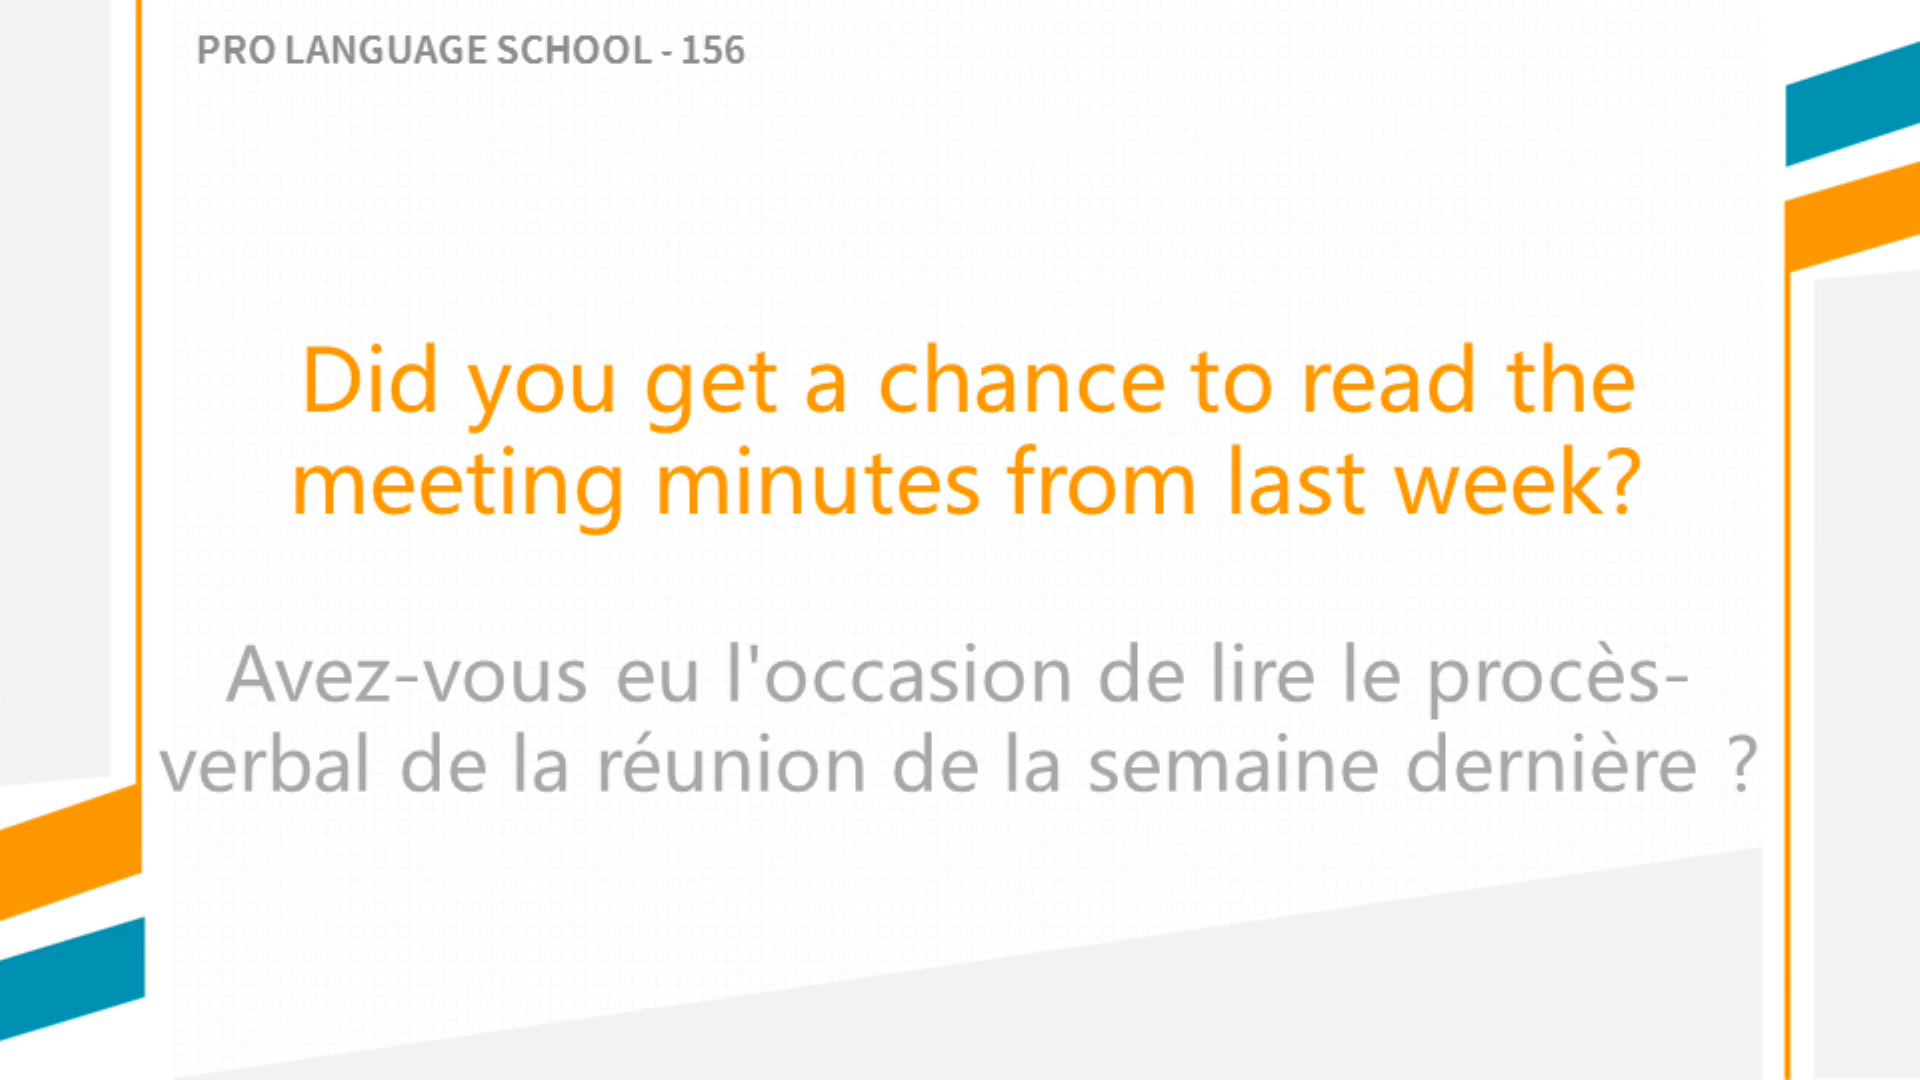 PRO LANGUAGE SCHOOL - 156
Did you get a chance to read the
meeting minutes from last week?
Avez-vous eu l'occasion de lire le procès-
verbal de la réunion de la semaine dernière ?